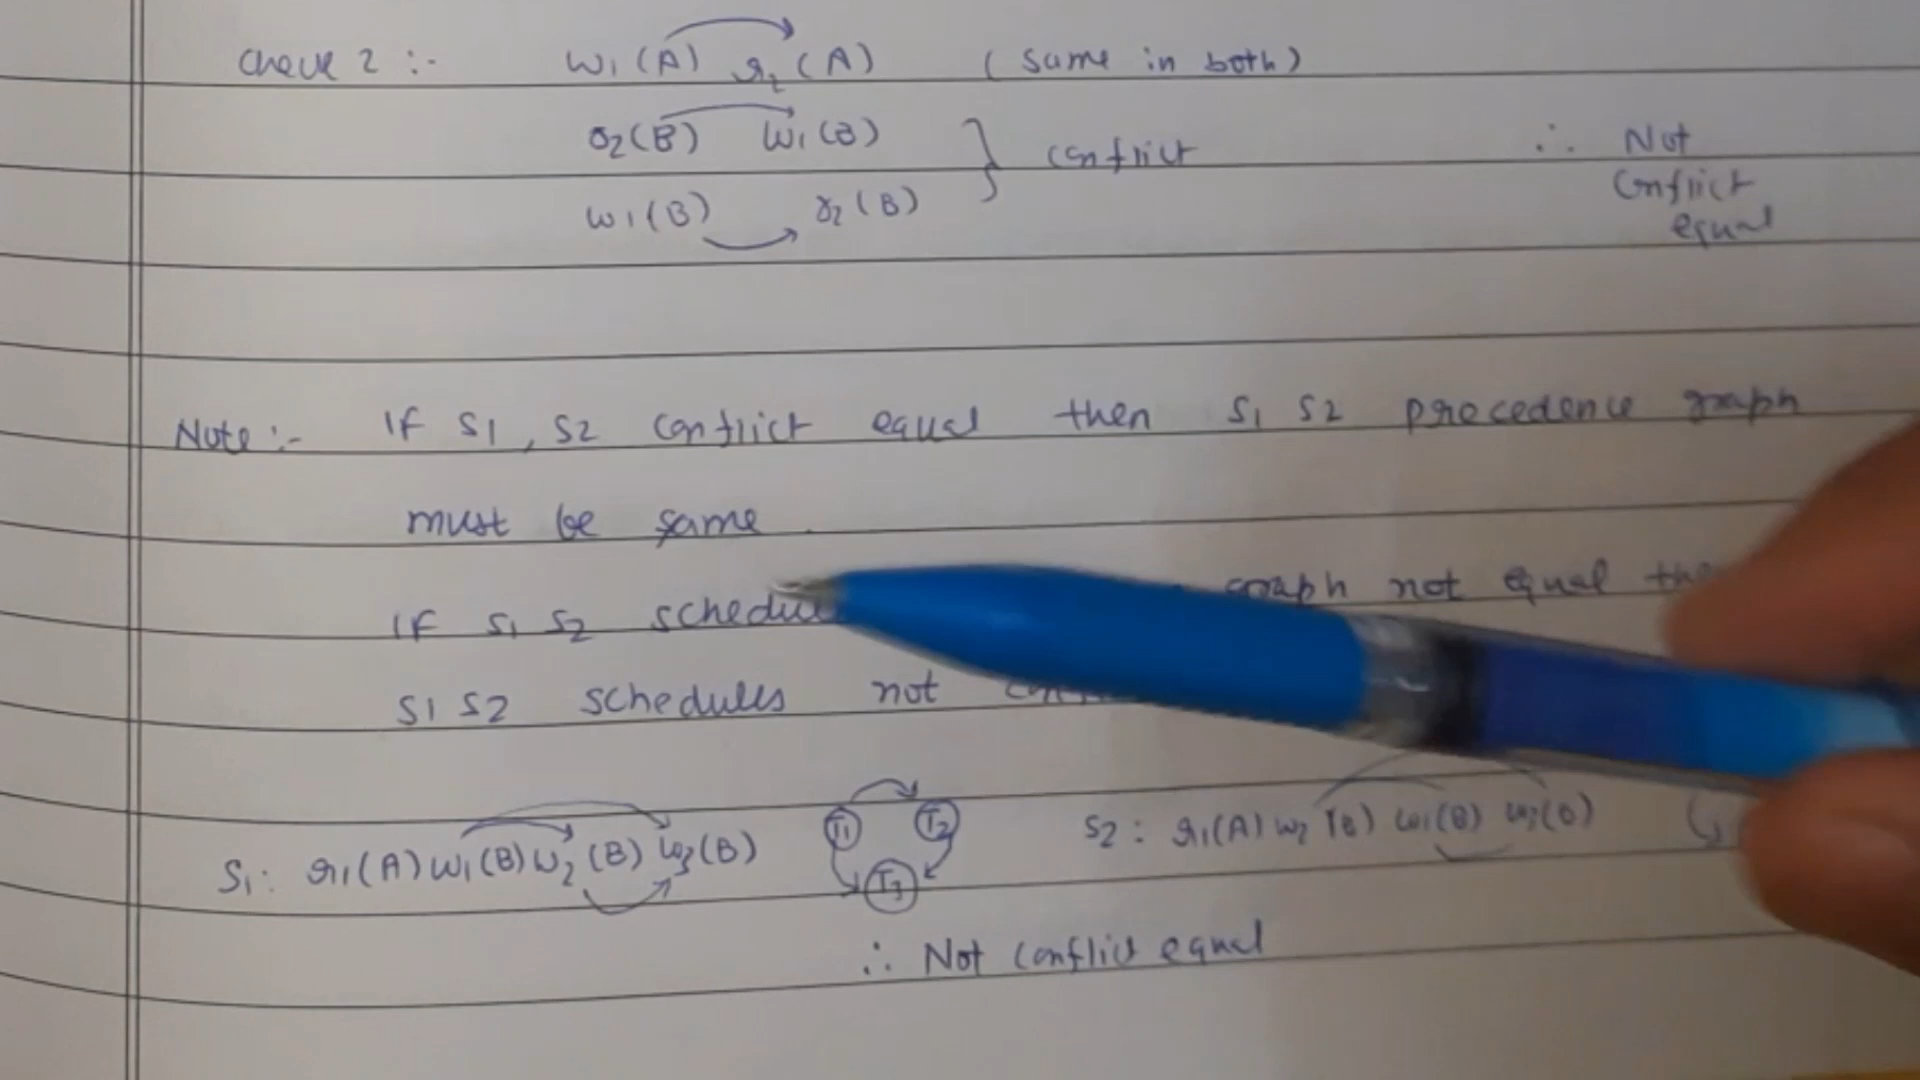 Check 2 :- w1(A) r2(A) (same in both)
r2(B) w1(B) } conflict ∴ Not
w1(B) r2(B) conflict
equal
Note :- If S1, S2 conflict equal then S1 S2 precedence graph
must be same.
If S1 S2 graph not equal
S1 S2 schedules not
S1: r1(A) w1(B) w2(B) w3(B) T1 T2 S2: r1(A) w2(B) w1(B) w3(B)
T3
∴ Not conflict equal